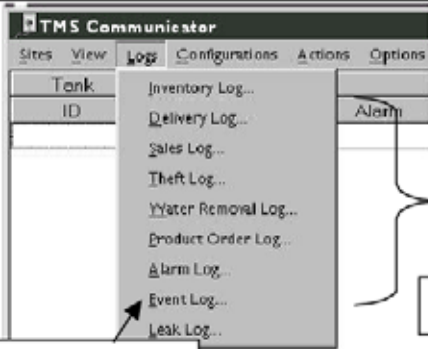 TMS Communicator
Sites View Logs Configurations Actions Options
Tank
ID Alarm
Inventory Log...
Delivery Log...
Sales Log...
Theft Log...
Water Removal Log...
Product Order Log...
Alarm Log...
Event Log...
Leak Log...